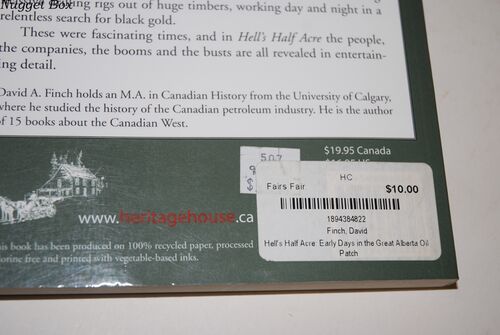 Nugget Box
rigs out of huge timbers, working day and night in a
relentless search for black gold.
These were fascinating times, and in Hell's Half Acre the people,
the companies, the booms and the busts are all revealed in entertain-
ing detail.
David A. Finch holds an M.A. in Canadian History from the University of Calgary,
where he studied the history of the Canadian petroleum industry. He is the author
of 15 books about the Canadian West.
507
$19.95 Canada
Fairs Fair
HC
$10.00
1894384822
Finch, David
Hell's Half Acre: Early Days in the Great Alberta Oil
Patch
www.heritagehouse.ca
This book has been produced on 100% recycled paper, processed
chlorine free and printed with vegetable-based inks.